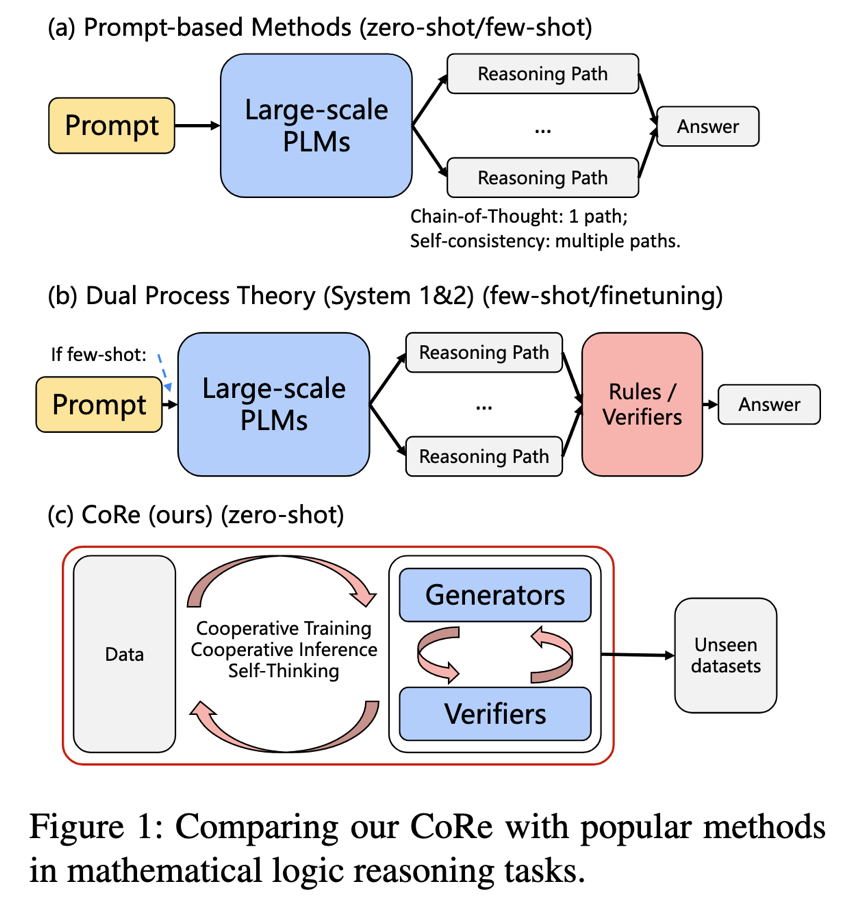 (a) Prompt-based Methods (zero-shot/few-shot)
Prompt
Large-scale
PLMs
Reasoning Path
...
Reasoning Path
Answer
Chain-of-Thought: 1 path;
Self-consistency: multiple paths.
(b) Dual Process Theory (System 1&2) (few-shot/finetuning)
If few-shot:
Prompt
Large-scale
PLMs
Reasoning Path
...
Reasoning Path
Rules /
Verifiers
Answer
(c) CoRe (ours) (zero-shot)
Data
Cooperative Training
Cooperative Inference
Self-Thinking
Generators
Verifiers
Unseen
datasets
Figure 1: Comparing our CoRe with popular methods
in mathematical logic reasoning tasks.